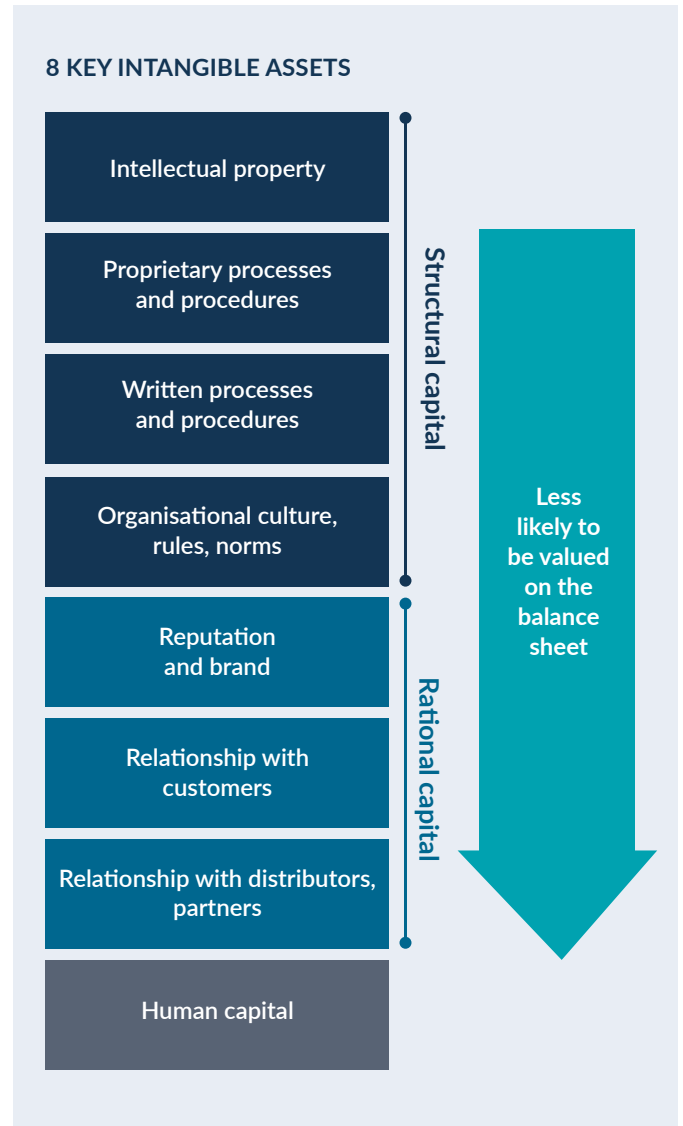 8 KEY INTANGIBLE ASSETS
Intellectual property
Proprietary processes
and procedures
Written processes
and procedures
Organisational culture,
rules, norms
Structural capital
Reputation
and brand
Relationship with
customers
Relationship with distributors,
partners
Rational capital
Human capital
Less
likely to
be valued
on the
balance
sheet